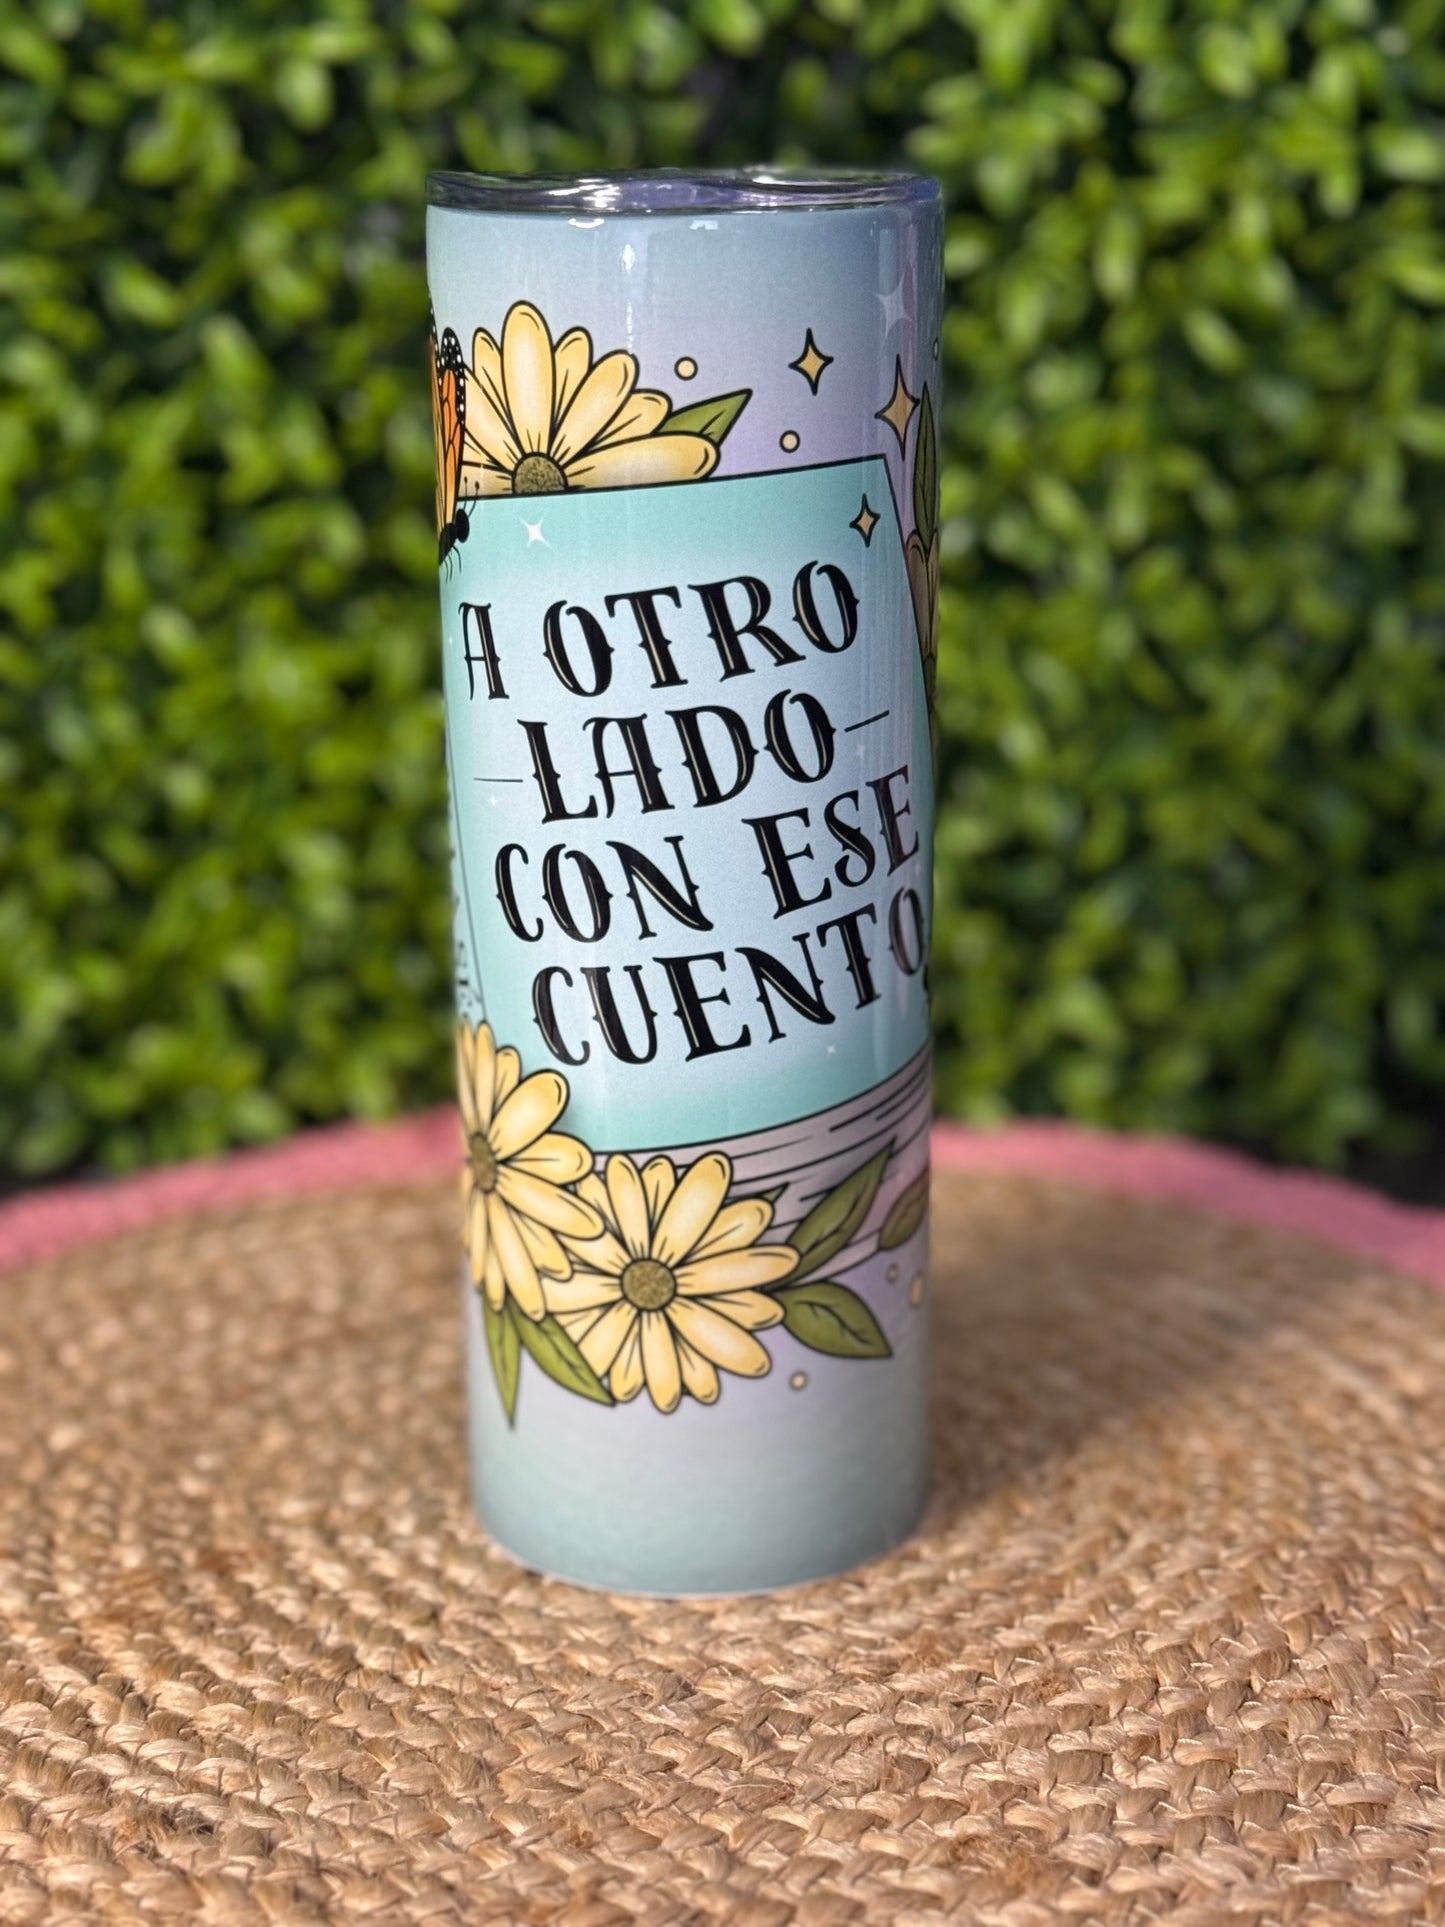 A OTRO
LADO
CON ESE
CUENTO